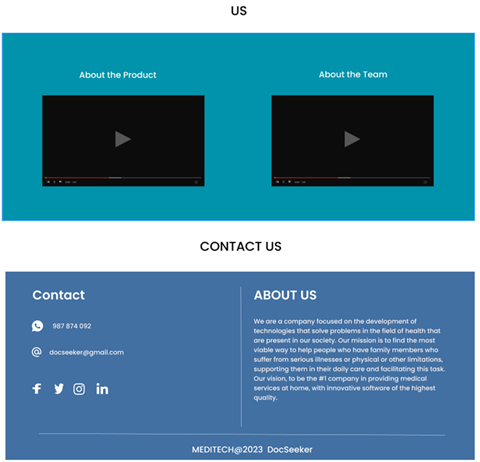 US
About the Product
About the Team
CONTACT US
Contact
987 874 092
docseeker@gmail.com
ABOUT US
We are a company focused on the development of
technologies that solve problems in the field of health that
are present in our society. Our mission is to find the most
viable way to help people who have family members who
suffer from serious illnesses or physical or other limitations,
supporting them in their daily care and facilitating this task.
Our vision, to be the #1 company in providing medical
services at home, with innovative software of the highest
quality.
MEDITECH@2023 DocSeeker